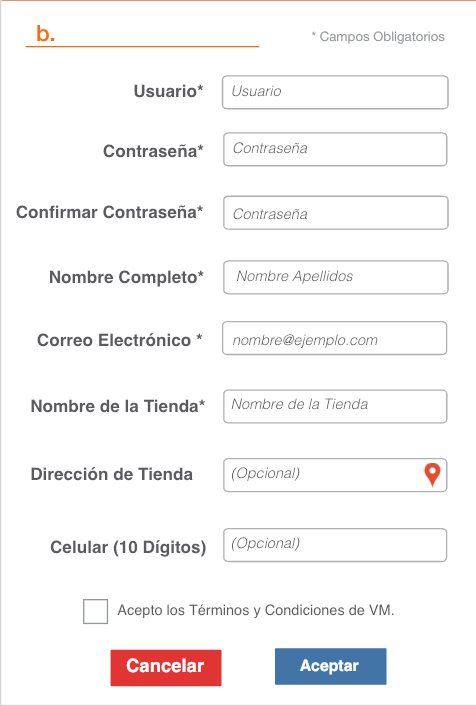 b.
* Campos Obligatorios
Usuario* Usuario
Contraseña* Contraseña
Confirmar Contraseña* Contraseña
Nombre Completo* Nombre Apellidos
Correo Electrónico * nombre@ejemplo.com
Nombre de la Tienda* Nombre de la Tienda
Dirección de Tienda (Opcional)
Celular (10 Dígitos) (Opcional)
Acepto los Términos y Condiciones de VM.
Cancelar Aceptar